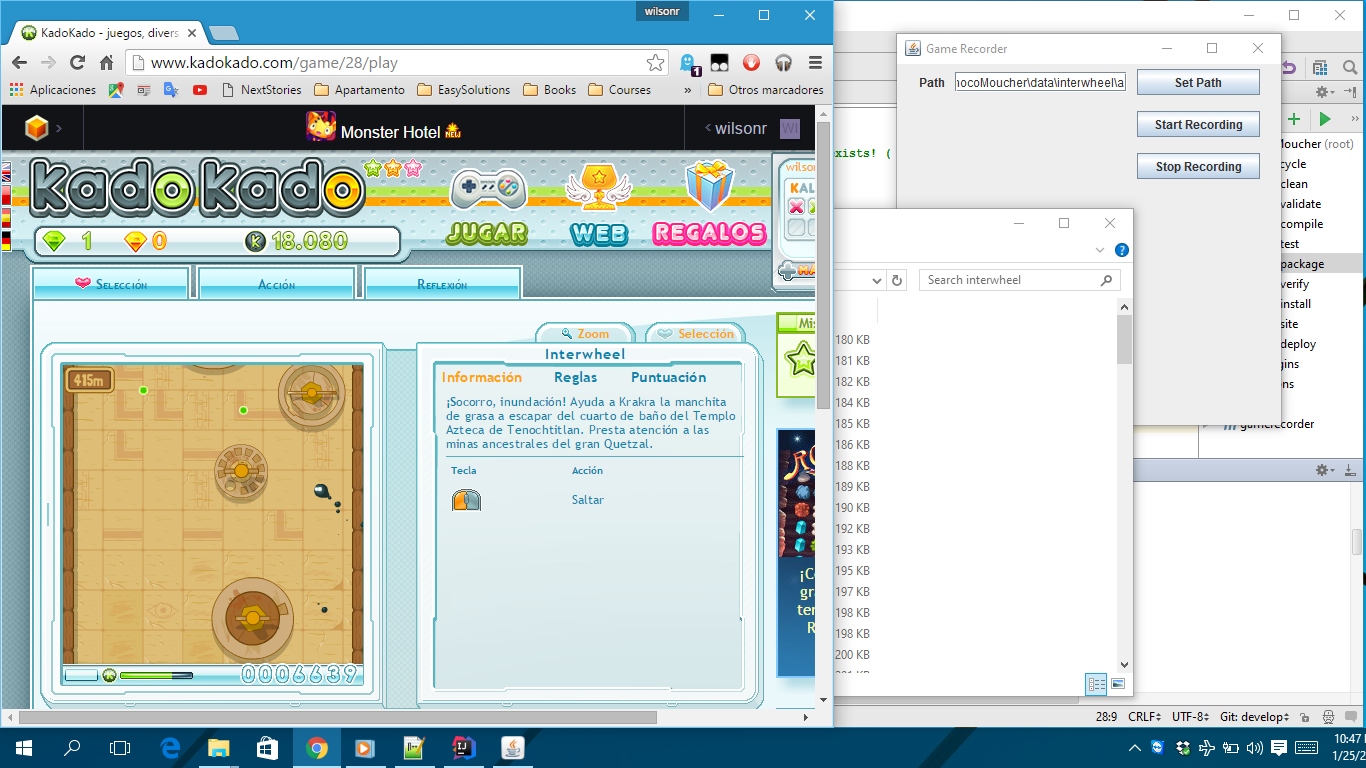 wilsonr
KadoKado - juegos, divers
www.kadokado.com/game/28/play
1
Aplicaciones
NextStories
Apartamento
EasySolutions
Books
Courses
»
Otros marcadores
Monster Hotel NEW
wilsonr
WI
KadoKado
1
0
K 18.080
JUGAR
WEB
REGALOS
wilson
KAL
Selección
Acción
Reflexión
Zoom
Selección
Interwheel
Información
Reglas
Puntuación
¡Socorro, inundación! Ayuda a Krakra la manchita
de grasa a escapar del cuarto de baño del Templo
Azteca de Tenochtitlan. Presta atención a las
minas ancestrales del gran Quetzal.
Tecla
Acción
Saltar
415m
K
0006639
Mis
Game Recorder
Path
ocoMoucher\data\interwheel\a
Set Path
Start Recording
Stop Recording
xists! (
Search interwheel
180 KB
181 KB
182 KB
184 KB
185 KB
186 KB
188 KB
189 KB
190 KB
192 KB
193 KB
195 KB
197 KB
198 KB
198 KB
200 KB
Moucher (root)
cycle
clean
validate
compile
test
package
verify
install
site
deploy
gins
ns
gamerecorder
28:9
CRLF
UTF-8
Git: develop
10:47
1/25/2